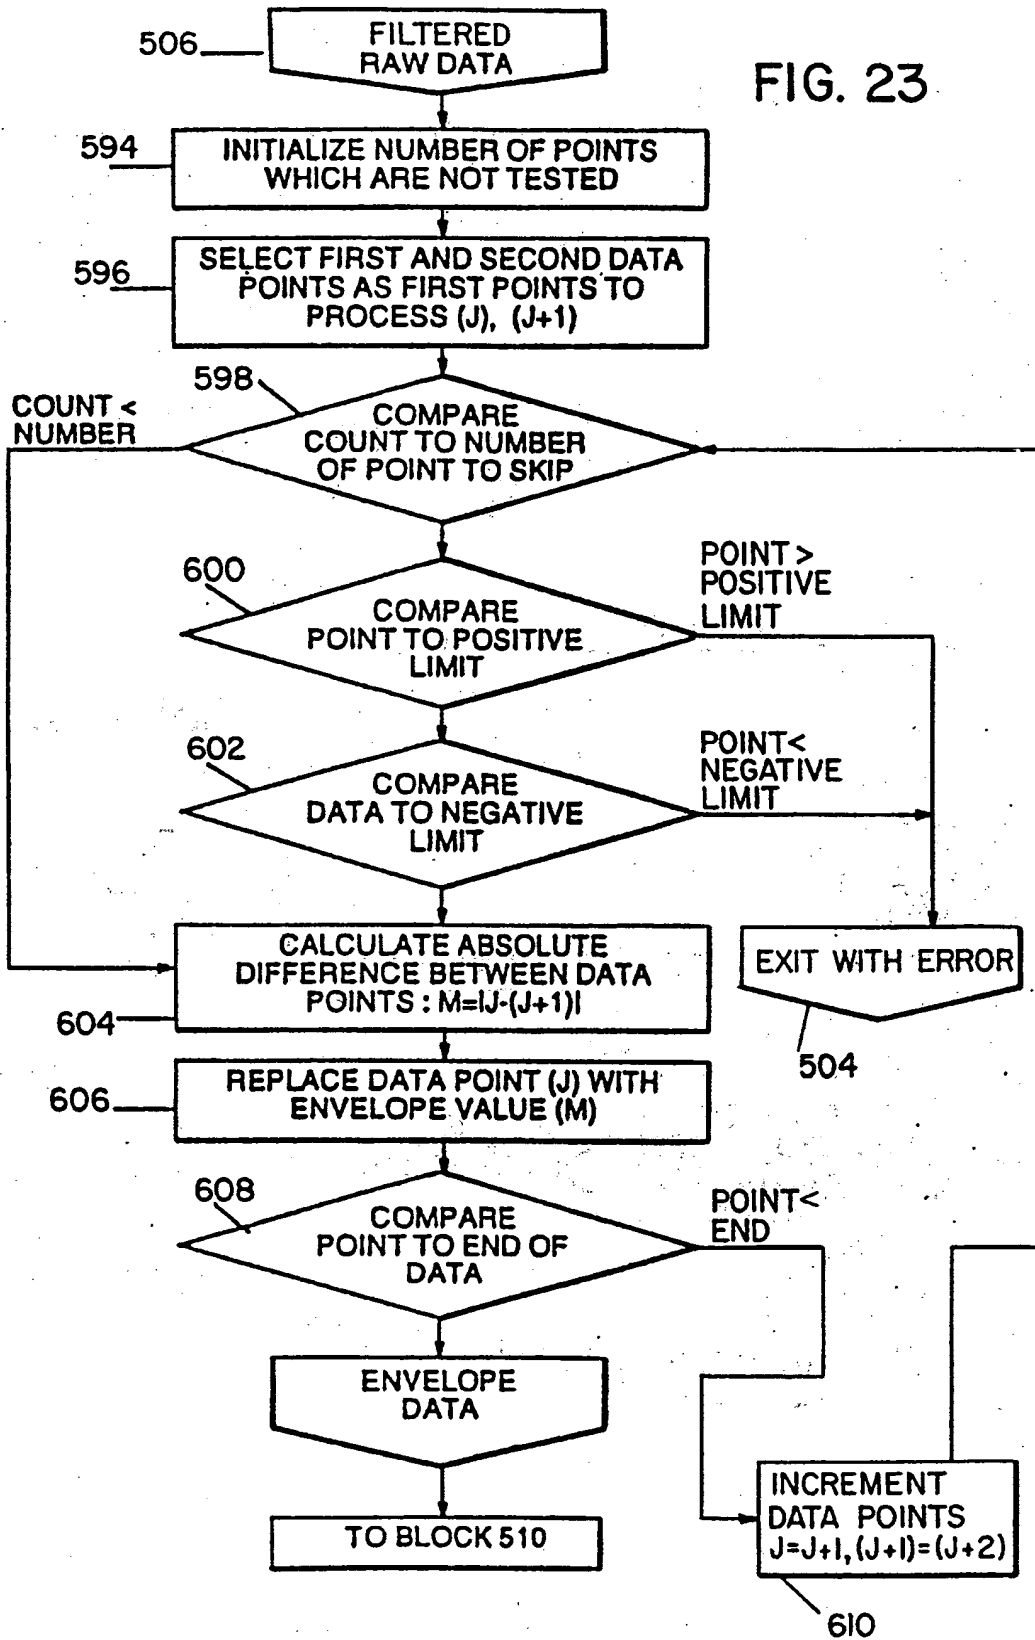 506
FILTERED
RAW DATA
FIG. 23
594
INITIALIZE NUMBER OF POINTS
WHICH ARE NOT TESTED
596
SELECT FIRST AND SECOND DATA
POINTS AS FIRST POINTS TO
PROCESS (J), (J+1)
598
COUNT <
NUMBER
COMPARE
COUNT TO NUMBER
OF POINT TO SKIP
600
COMPARE
POINT TO POSITIVE
LIMIT
POINT >
POSITIVE
LIMIT
602
COMPARE
DATA TO NEGATIVE
LIMIT
POINT<
NEGATIVE
LIMIT
CALCULATE ABSOLUTE
DIFFERENCE BETWEEN DATA
POINTS : M=|J-(J+1)|
604
EXIT WITH ERROR
504
606
REPLACE DATA POINT (J) WITH
ENVELOPE VALUE (M)
608
COMPARE
POINT TO END OF
DATA
POINT<
END
ENVELOPE
DATA
TO BLOCK 510
INCREMENT
DATA POINTS
J=J+1, (J+1)=(J+2)
610